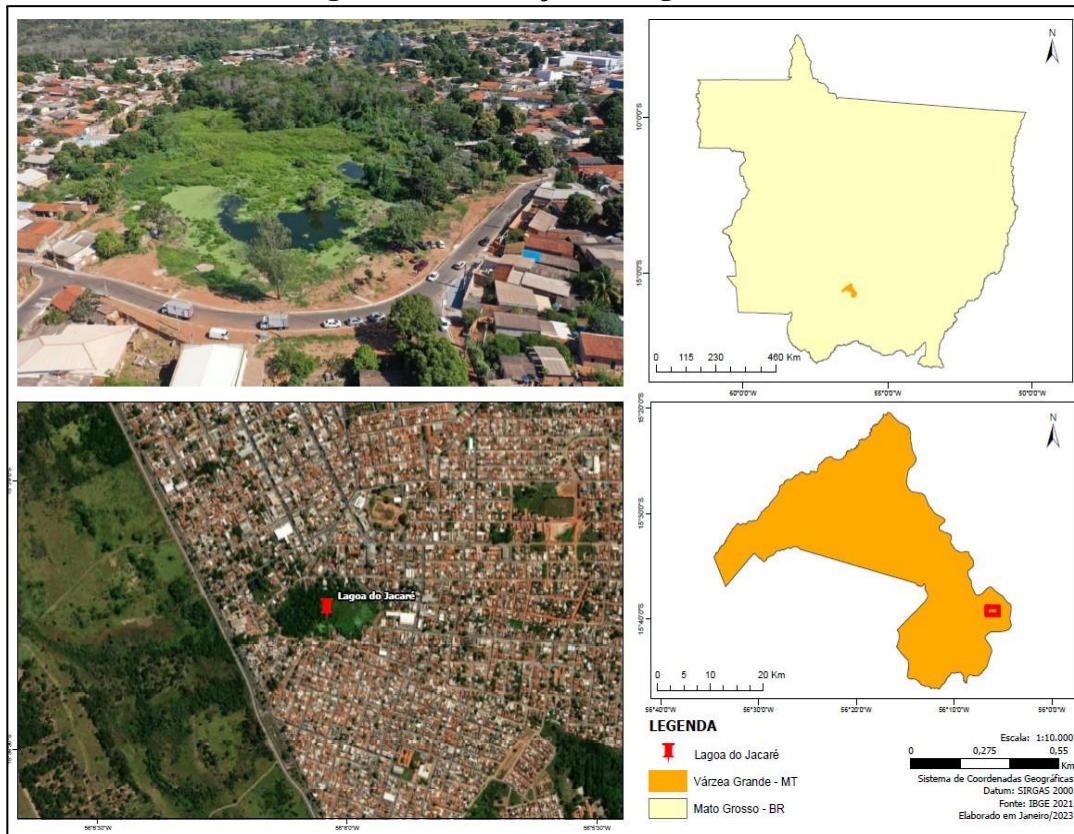 N
10°0'0"S
15°0'0"S
0 115 230 460 Km
60°0'0"W 55°0'0"W 50°0'0"W
Lagoa do Jacaré
15°20'0"S
N
15°30'0"S
15°40'0"S
0 5 10 20 Km
56°40'0"W 56°30'0"W 56°20'0"W 56°10'0"W 56°0'0"W
LEGENDA
Lagoa do Jacaré
Várzea Grande - MT
Mato Grosso - BR
Escala: 1:10.000
0 0,275 0,55
Km
Sistema de Coordenadas Geográficas
Datum: SIRGAS 2000
Fonte: IBGE 2021
Elaborado em Janeiro/2023